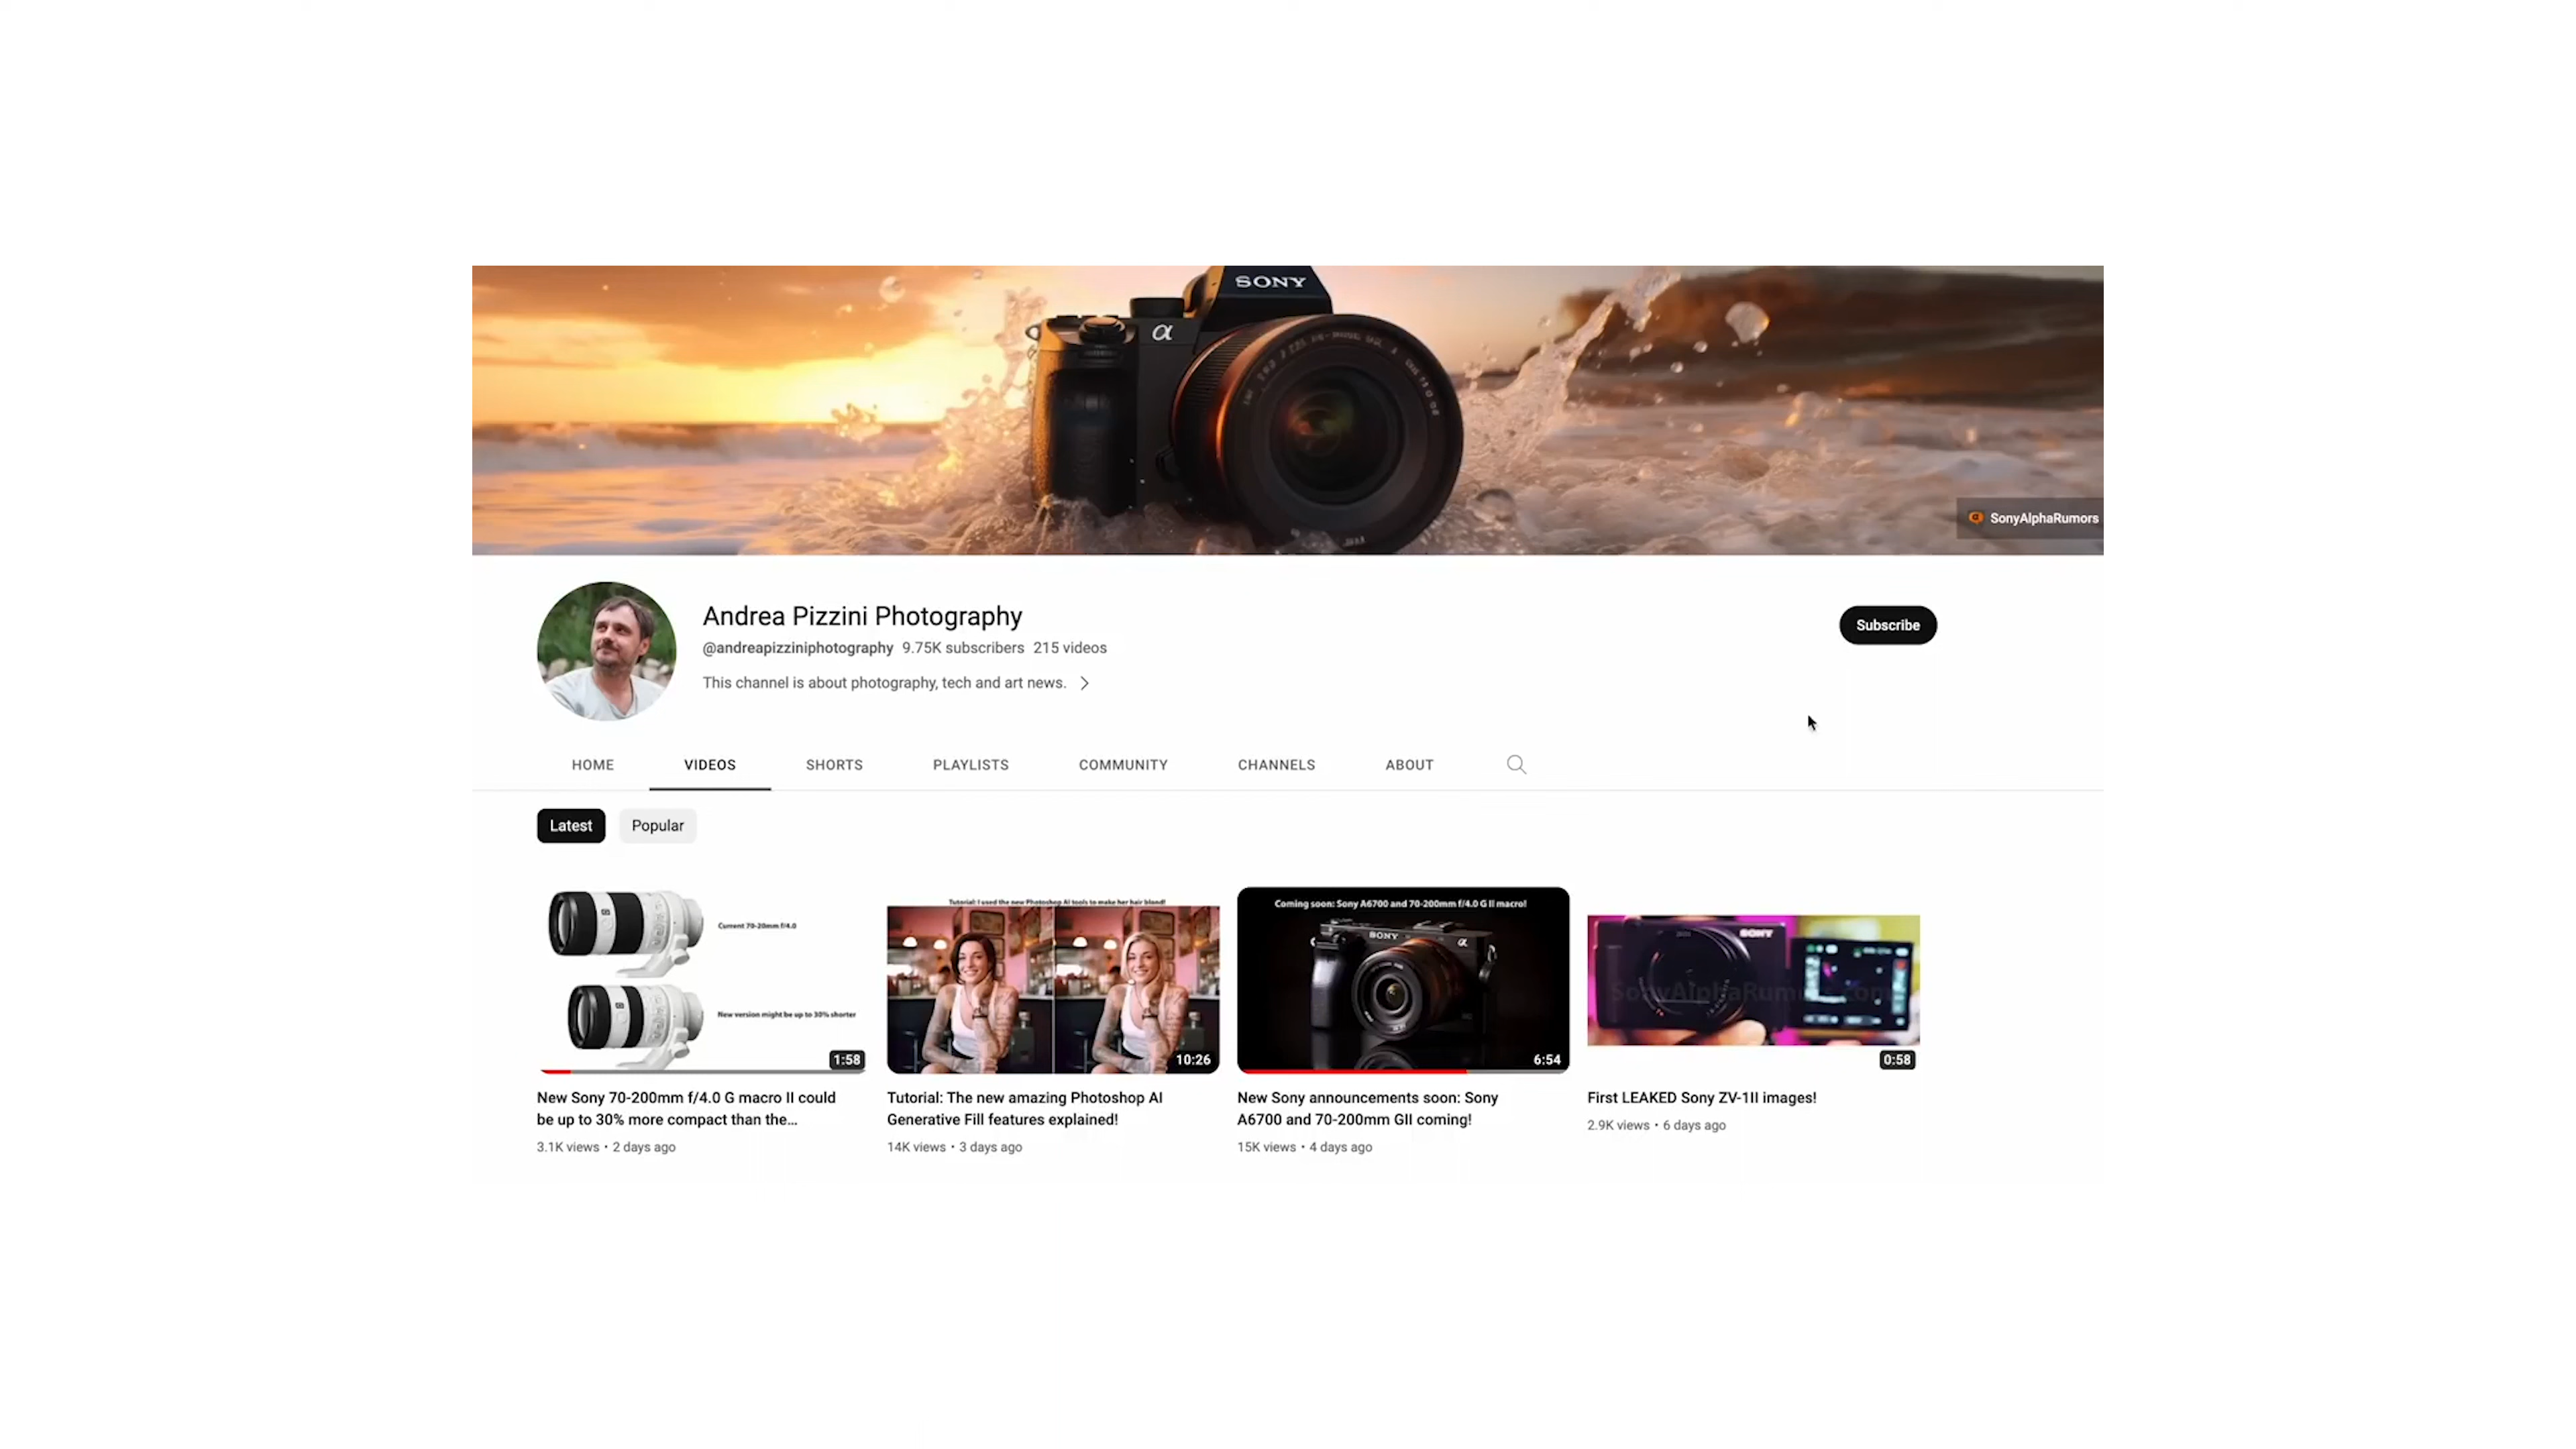 SONY
α
SonyAlphaRumors
Andrea Pizzini Photography
@andreapizziniphotography 9.75K subscribers 215 videos
This channel is about photography, tech and art news.
Subscribe
HOME VIDEOS SHORTS PLAYLISTS COMMUNITY CHANNELS ABOUT
Latest Popular
Current 70-20mm f/4.0
New version might be up to 30% shorter
1:58
New Sony 70-200mm f/4.0 G macro II could
be up to 30% more compact than the...
3.1K views • 2 days ago
Tutorial: I used the new Photoshop AI tools to make her hair blond!
10:26
Tutorial: The new amazing Photoshop AI
Generative Fill features explained!
14K views • 3 days ago
Coming soon: Sony A6700 and 70-200mm f/4.0 G II macro!
SONY
α
6:54
New Sony announcements soon: Sony
A6700 and 70-200mm GII coming!
15K views • 4 days ago
SONY
SonyAlphaRumors.com
0:58
First LEAKED Sony ZV-1II images!
2.9K views • 6 days ago